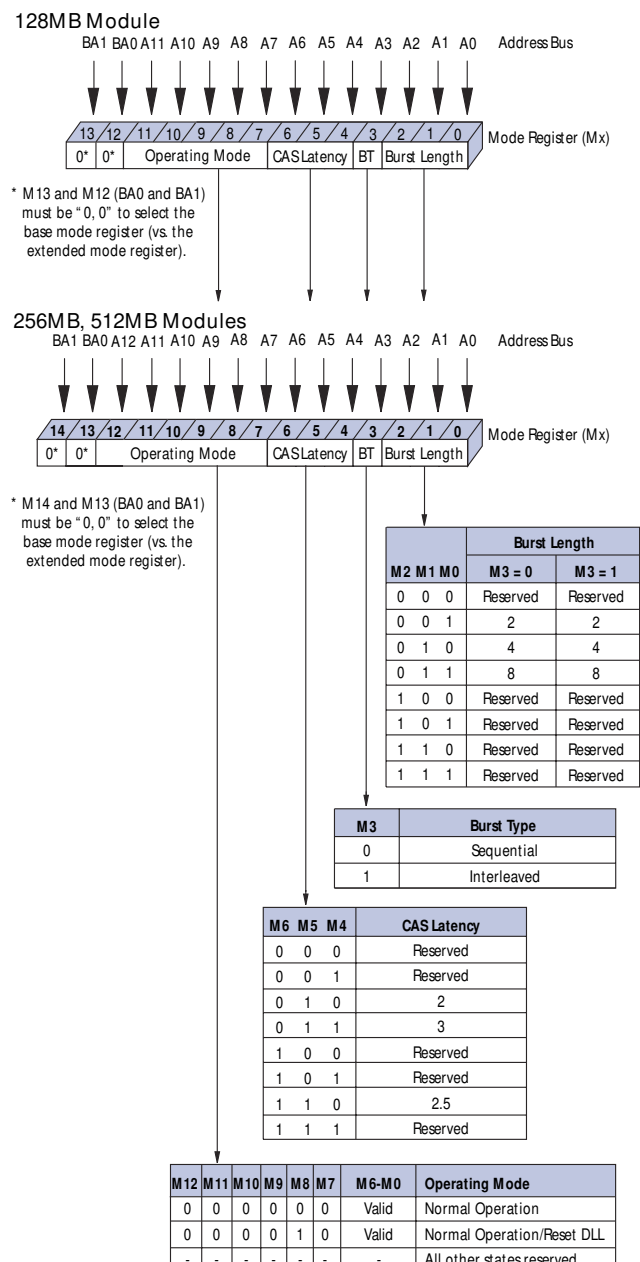 128MB Module
BA1 BA0 A11 A10 A9 A8 A7 A6 A5 A4 A3 A2 A1 A0 Address Bus
13 12 11 10 9 8 7 6 5 4 3 2 1 0 Mode Register (Mx)
0* 0* Operating Mode CAS Latency BT Burst Length
* M13 and M12 (BA0 and BA1)
must be “0, 0” to select the
base mode register (vs. the
extended mode register).
256MB, 512MB Modules
BA1 BA0 A12 A11 A10 A9 A8 A7 A6 A5 A4 A3 A2 A1 A0 Address Bus
14 13 12 11 10 9 8 7 6 5 4 3 2 1 0 Mode Register (Mx)
0* 0* Operating Mode CAS Latency BT Burst Length
* M14 and M13 (BA0 and BA1)
must be “0, 0” to select the
base mode register (vs. the
extended mode register).
Burst Length
M2 M1 M0 M3 = 0 M3 = 1
0 0 0 Reserved Reserved
0 0 1 2 2
0 1 0 4 4
0 1 1 8 8
1 0 0 Reserved Reserved
1 0 1 Reserved Reserved
1 1 0 Reserved Reserved
1 1 1 Reserved Reserved
M3 Burst Type
0 Sequential
1 Interleaved
M6 M5 M4 CAS Latency
0 0 0 Reserved
0 0 1 Reserved
0 1 0 2
0 1 1 3
1 0 0 Reserved
1 0 1 Reserved
1 1 0 2.5
1 1 1 Reserved
M12 M11 M10 M9 M8 M7 M6-M0 Operating Mode
0 0 0 0 0 0 Valid Normal Operation
0 0 0 0 1 0 Valid Normal Operation/Reset DLL
- - - - - - - All other states reserved